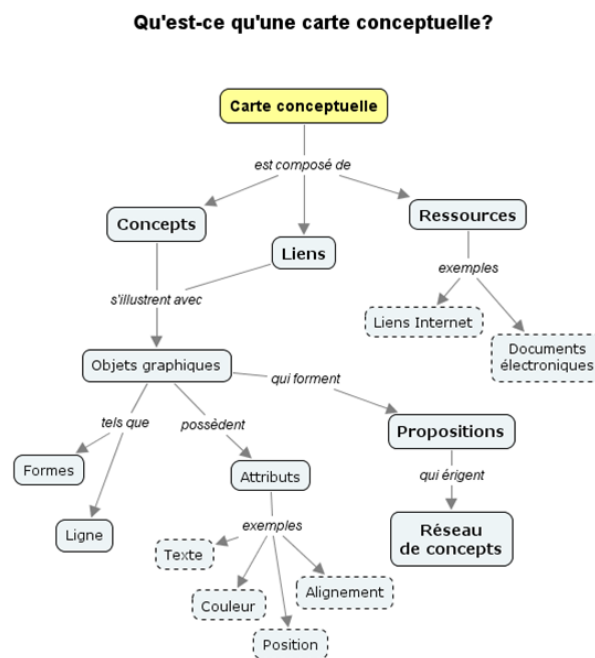 Qu'est-ce qu'une carte conceptuelle?
Carte conceptuelle
est composé de
Concepts
Liens
Ressources
s'illustrent avec
exemples
Liens Internet
Documents
électroniques
Objets graphiques
qui forment
tels que
possèdent
Propositions
Formes
Attributs
qui érigent
Ligne
exemples
Réseau
de concepts
Texte
Couleur
Alignement
Position